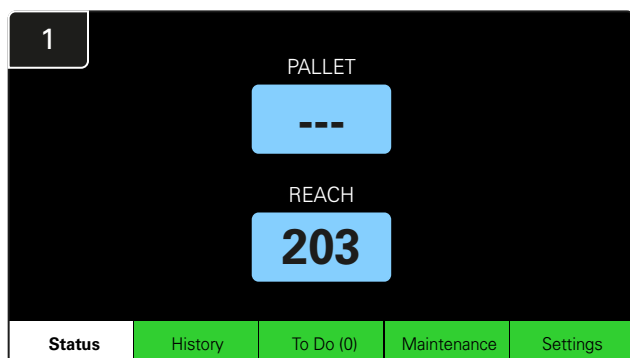 1
PALLET
---
REACH
203
Status History To Do (0) Maintenance Settings